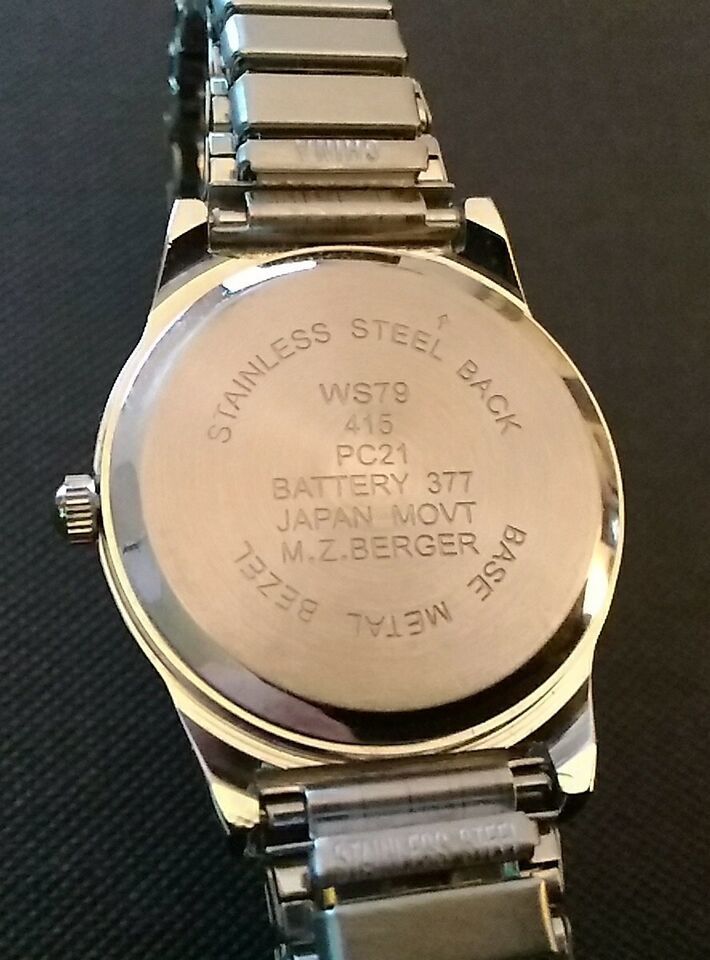 CHINA
STAINLESS STEEL BACK
WS79
415
PC21
BATTERY 377
JAPAN MOVT
M.Z.BERGER
BASE METAL BEZEL
STAINLESS STEEL